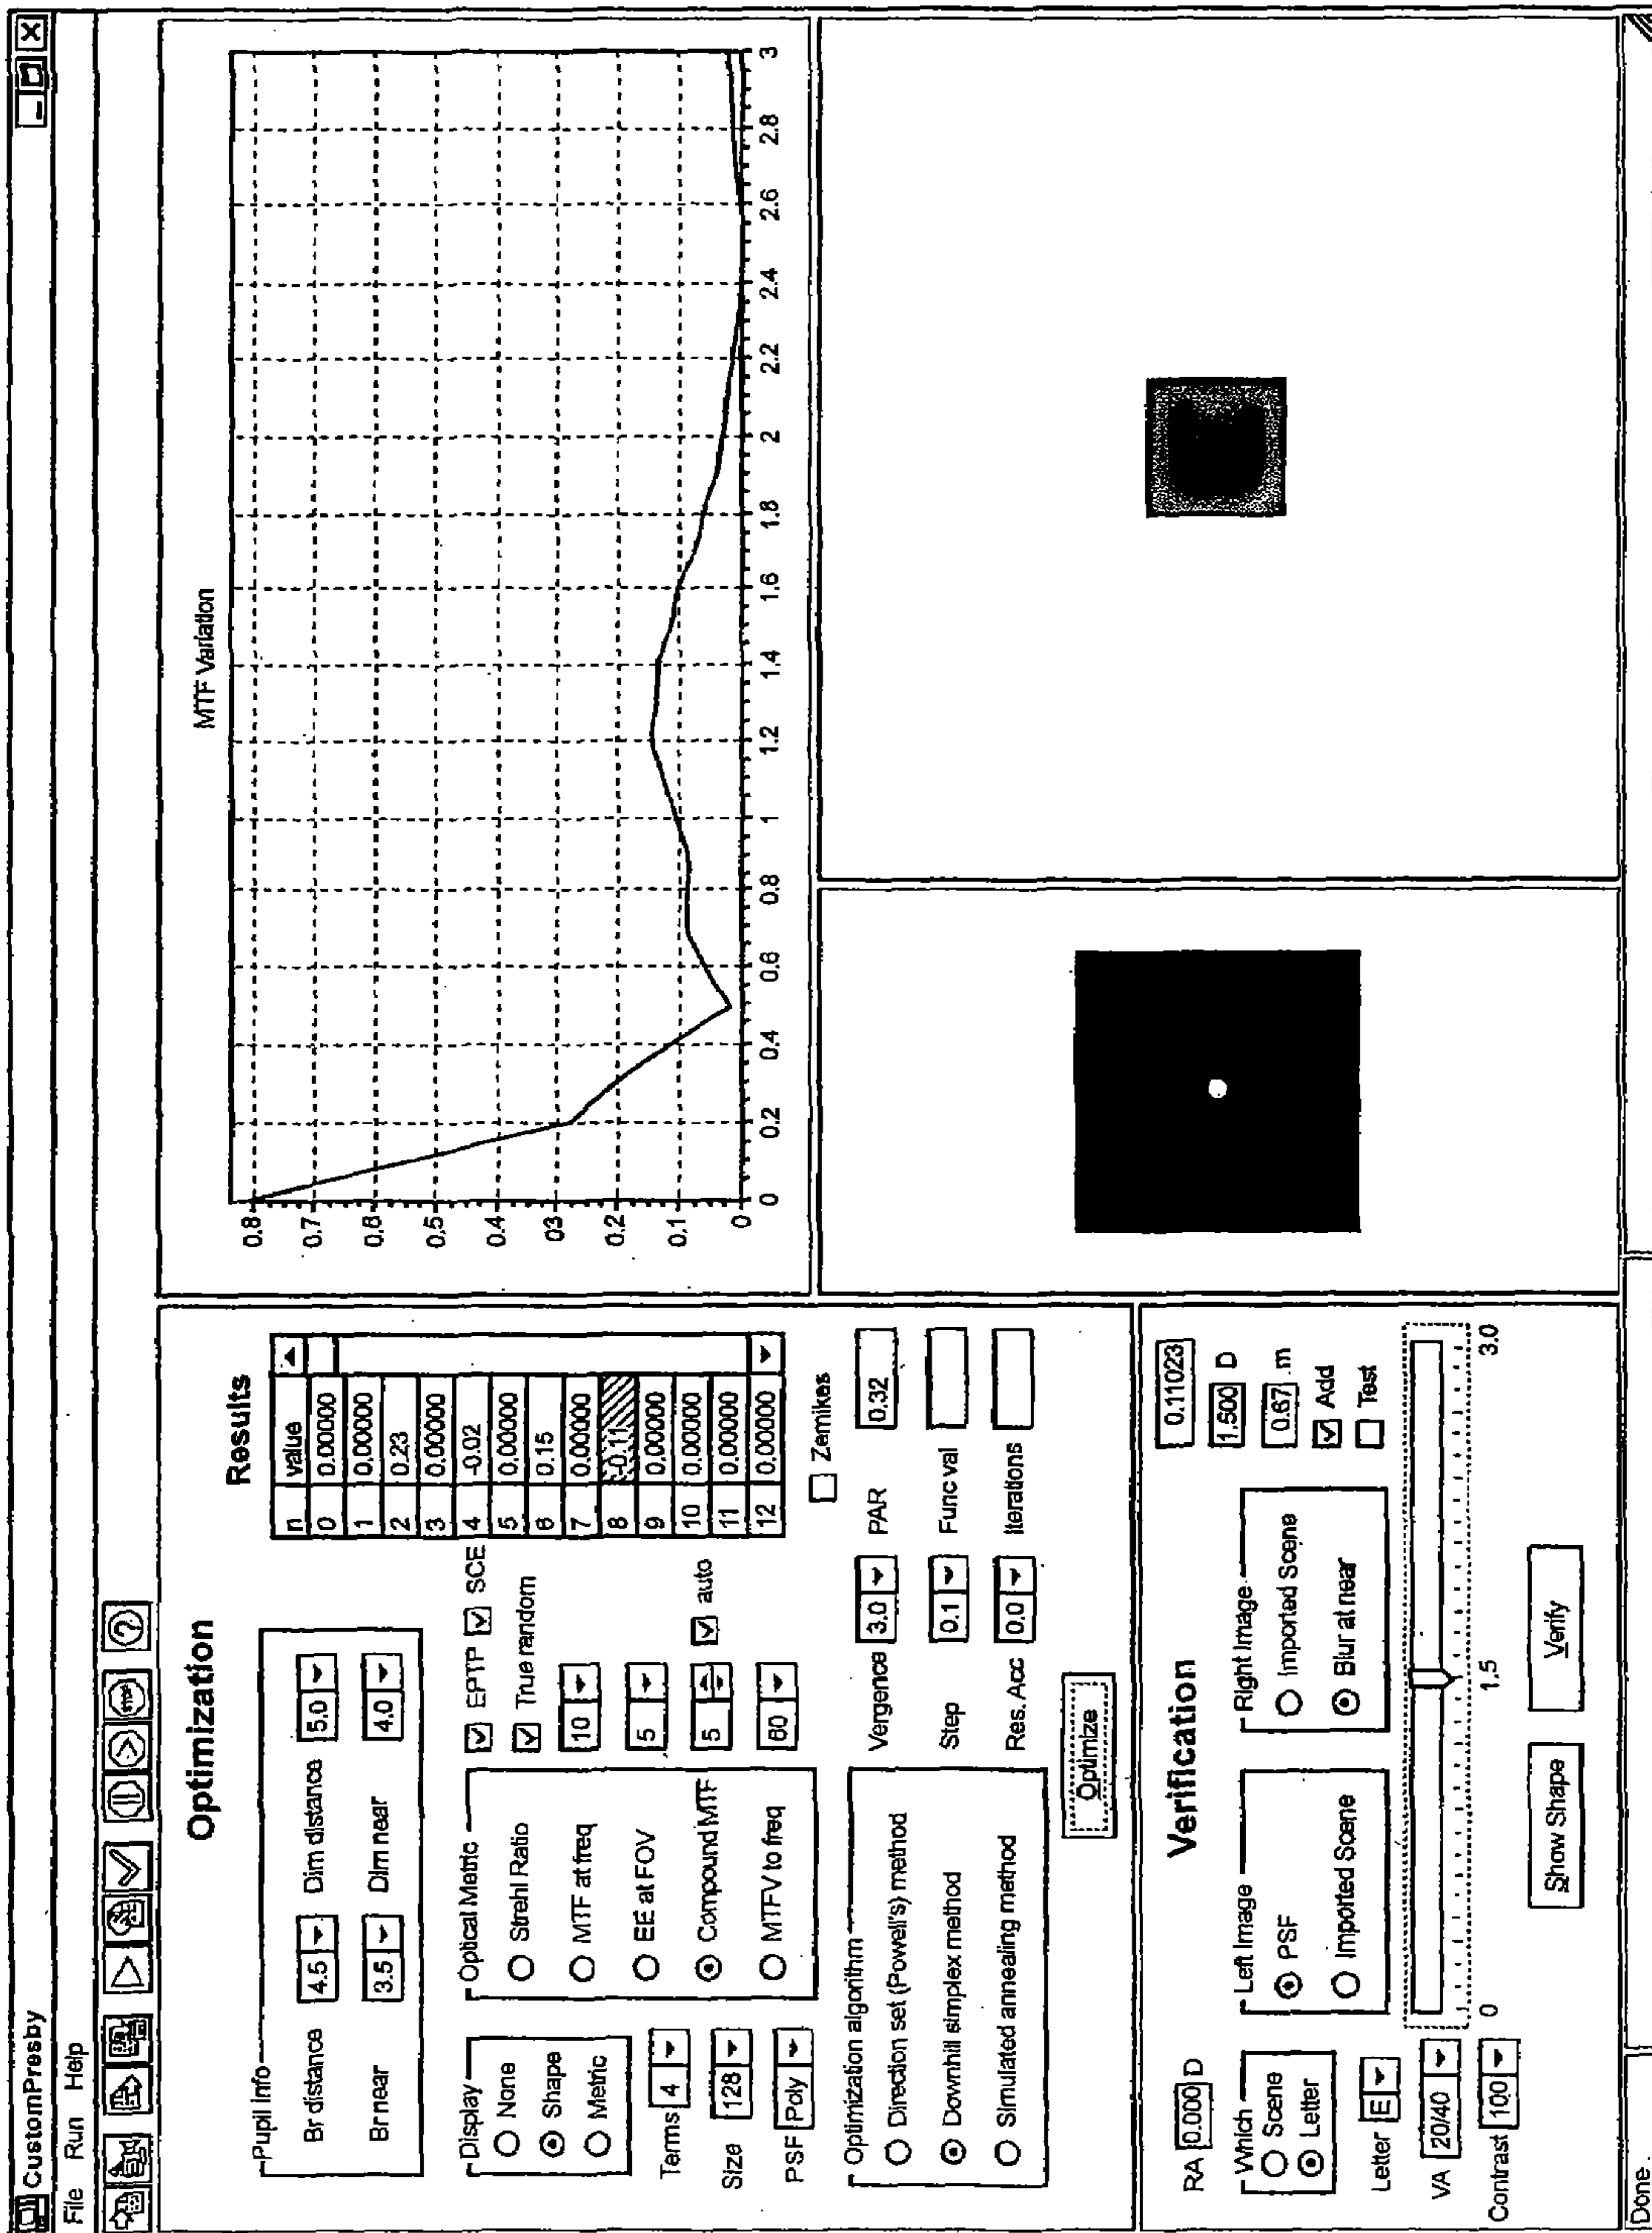 CustomPresby
File Run Help
Optimization
Pupil Info
Br distance 4.5 Dim distance 5.0
Br near 3.5 Dim near 4.0
Display
None
Shape
Metric
Terms 4
Size 128
PSF Poly
Optical Metric
Strehl Ratio
MTF at freq
EE at FOV
Compound MTF
MTFV to freq
EPTP SCE
True random
10
5
5 auto
60
Results
n value
0 0.00000
1 0.00000
2 0.23
3 0.00000
4 -0.02
5 0.00000
6 0.15
7 0.00000
8 -0.11
9 0.00000
10 0.00000
11 0.00000
12 0.00000
Zernikes
Optimization algorithm
Direction set (Powell's) method
Downhill simplex method
Simulated annealing method
Vergence 3.0 PAR 0.32
Step 0.1 Func val
Res. Acc 0.0 Iterations
Optimize
Verification
RA 0.000 D
Which
Scene
Letter
Letter E
VA 20/40
Contrast 100
Left Image
PSF
Imported Scene
Right Image
Imported Scene
Blur at near
0.11023
1.500 D
0.67 m
Add
Test
0 1.5 3.0
Show Shape
Verify
Done
MTF Variation
0.8
0.7
0.6
0.5
0.4
0.3
0.2
0.1
0
0 0.2 0.4 0.6 0.8 1 1.2 1.4 1.6 1.8 2 2.2 2.4 2.6 2.8 3